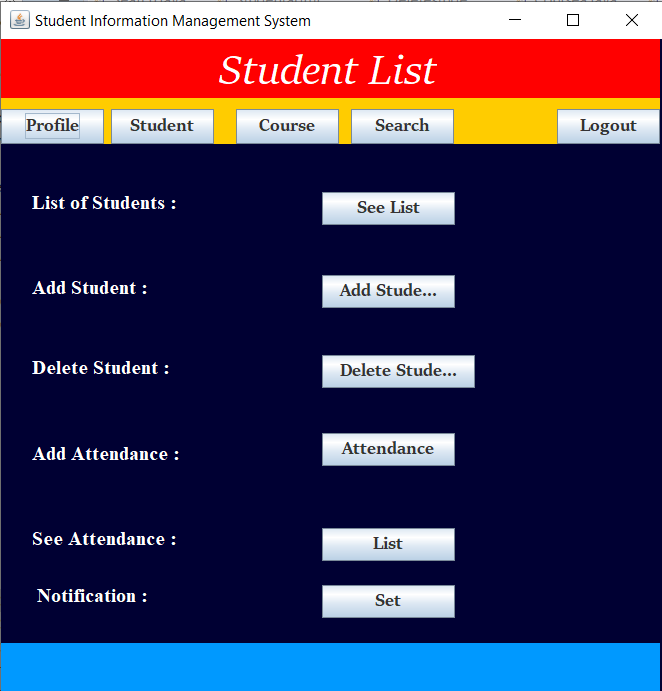 Student Information Management System
Student List
Profile Student Course Search Logout
List of Students : See List
Add Student : Add Stude...
Delete Student : Delete Stude...
Add Attendance : Attendance
See Attendance : List
Notification : Set